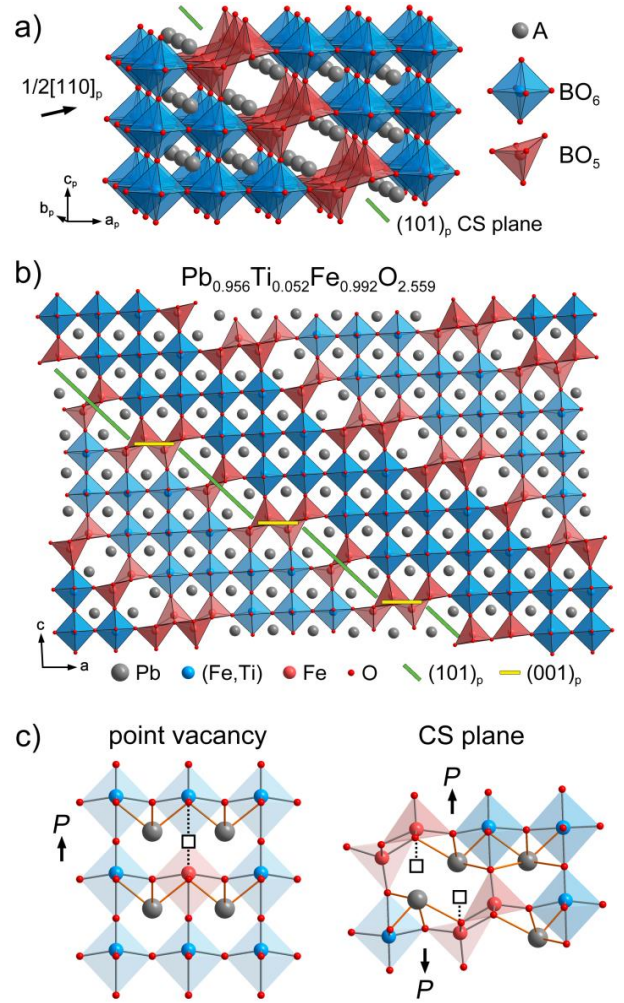 a)
A
1/2[110]p
BO6
BO5
cp
bp
ap
(101)p CS plane
b)
Pb0.956Ti0.052Fe0.992O2.559
c
a
Pb (Fe,Ti) Fe O (101)p (001)p
c)
point vacancy CS plane
P
P
P